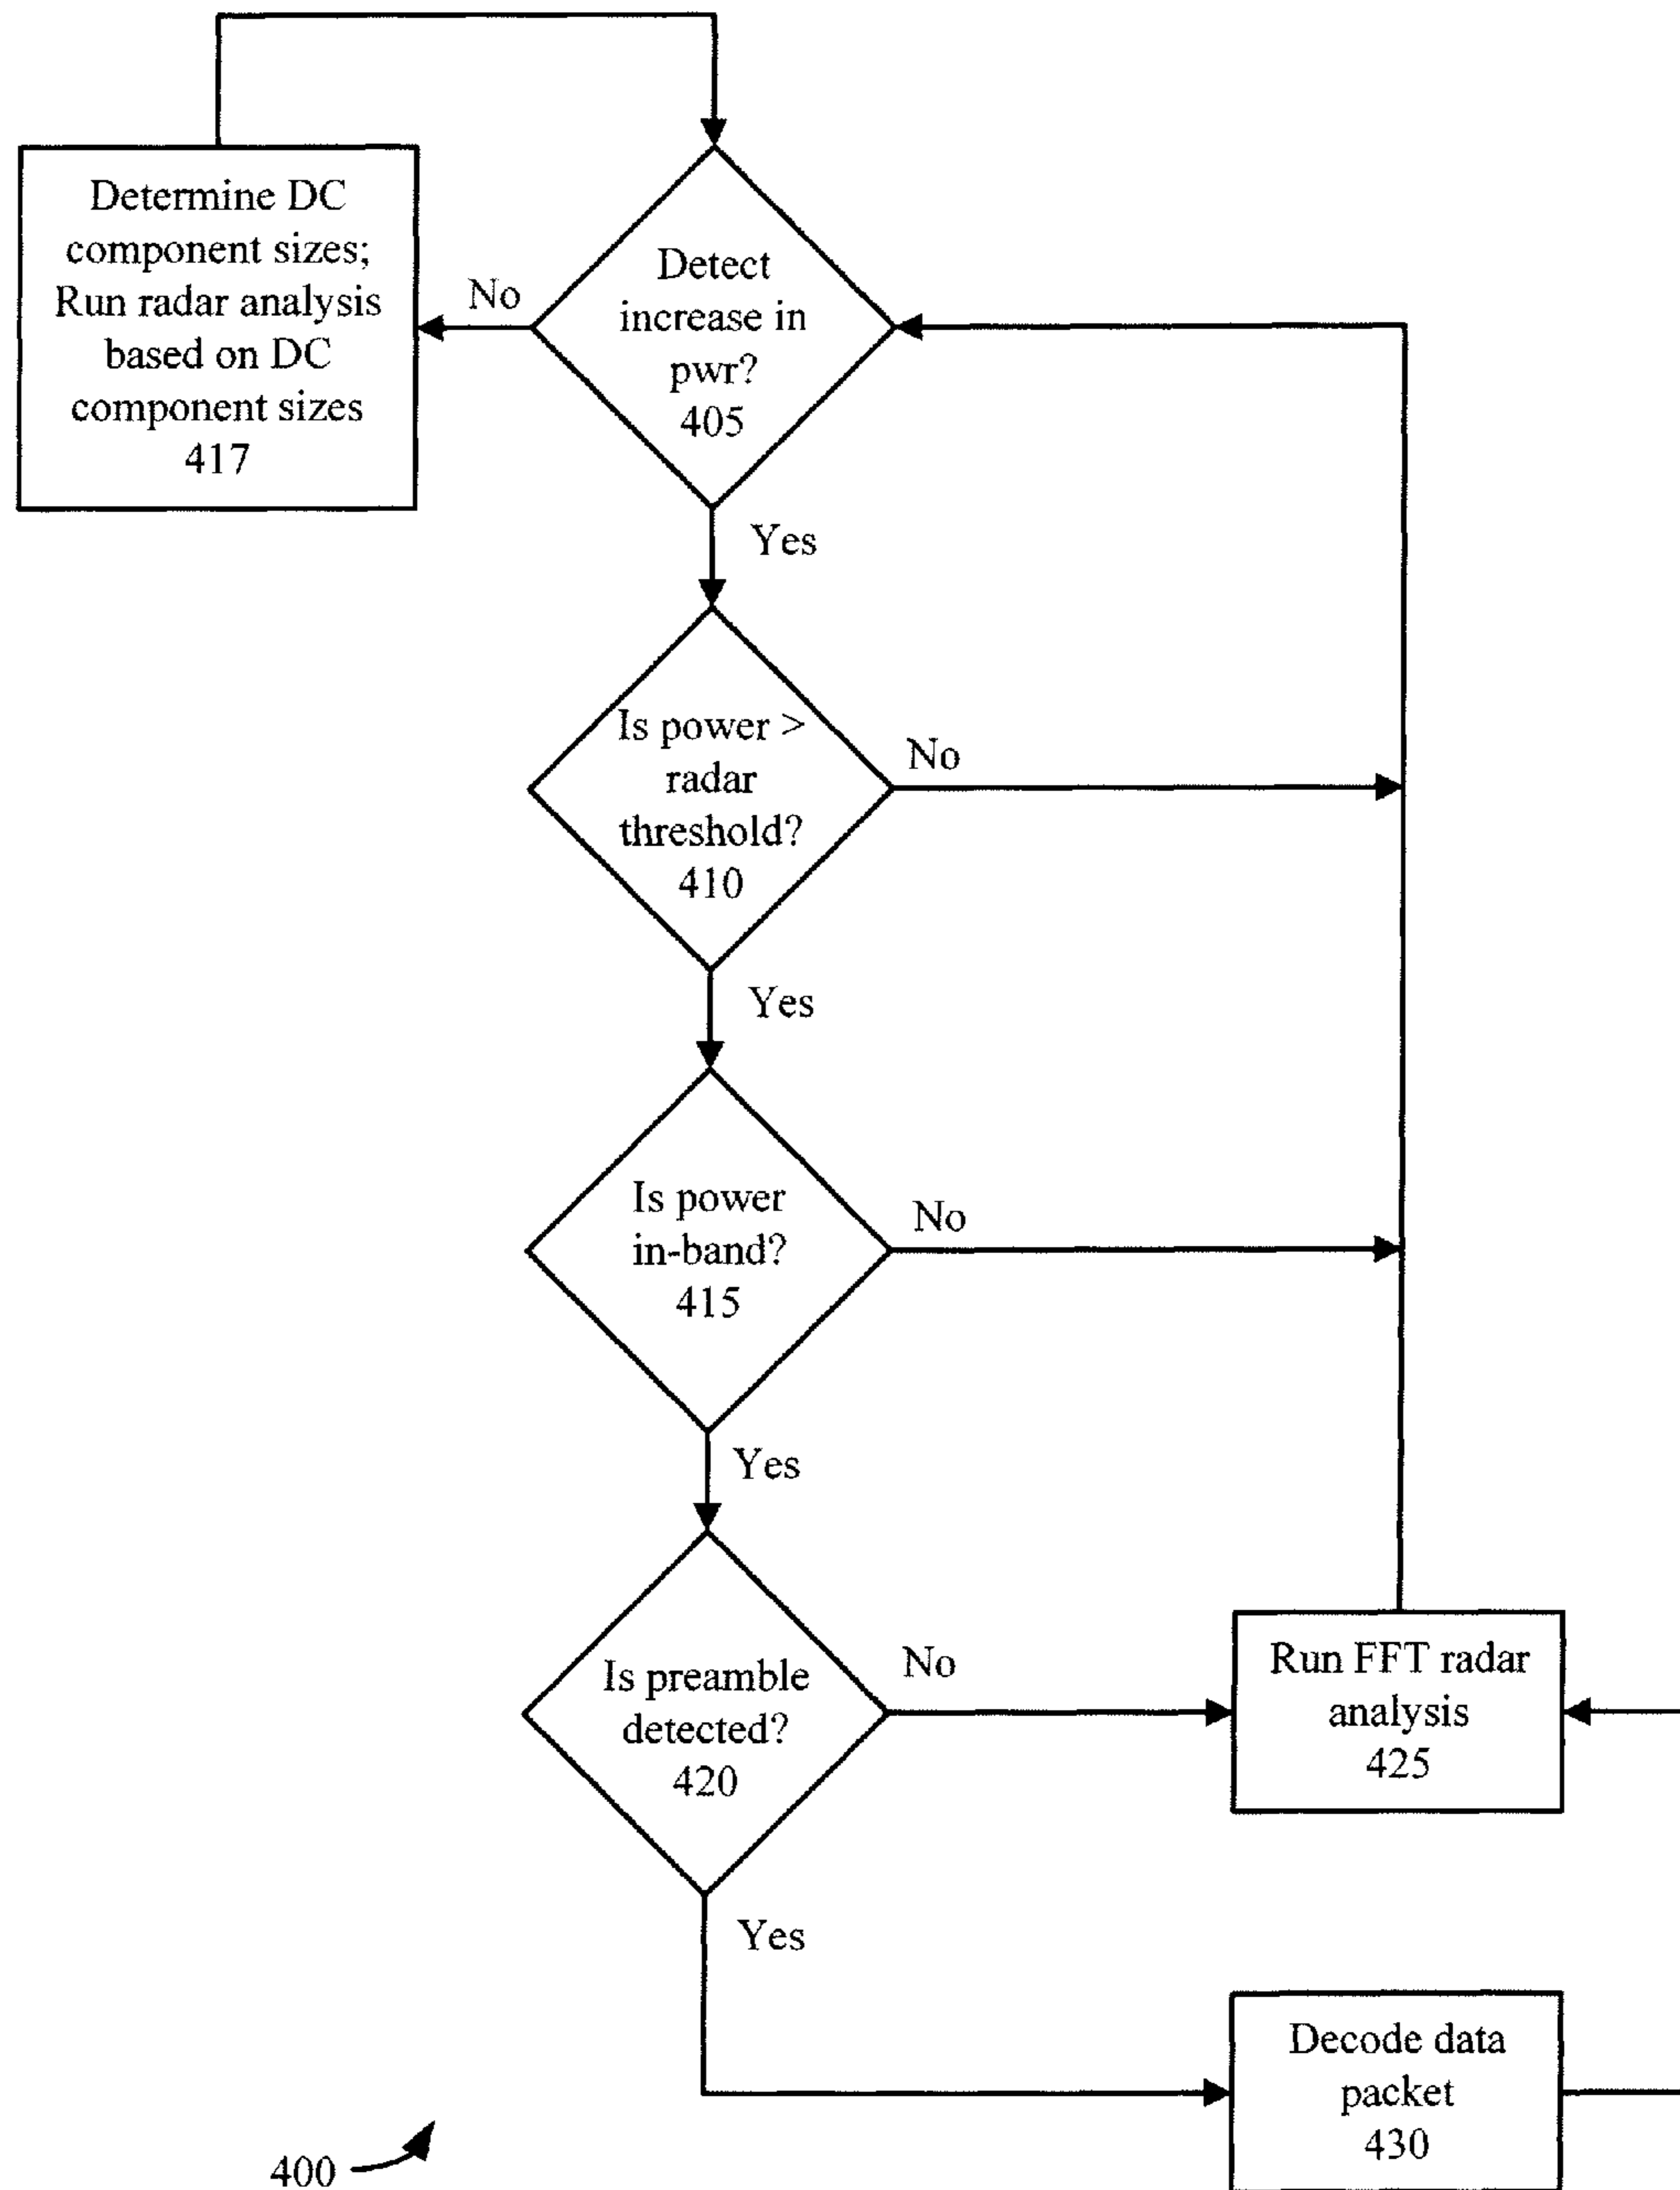 Determine DC
component sizes;
Run radar analysis
based on DC
component sizes
417
No
Detect
increase in
pwr?
405
Yes
Is power >
radar
threshold?
410
No
Yes
Is power
in-band?
415
No
Yes
Is preamble
detected?
420
No
Run FFT radar
analysis
425
Yes
Decode data
packet
430
400